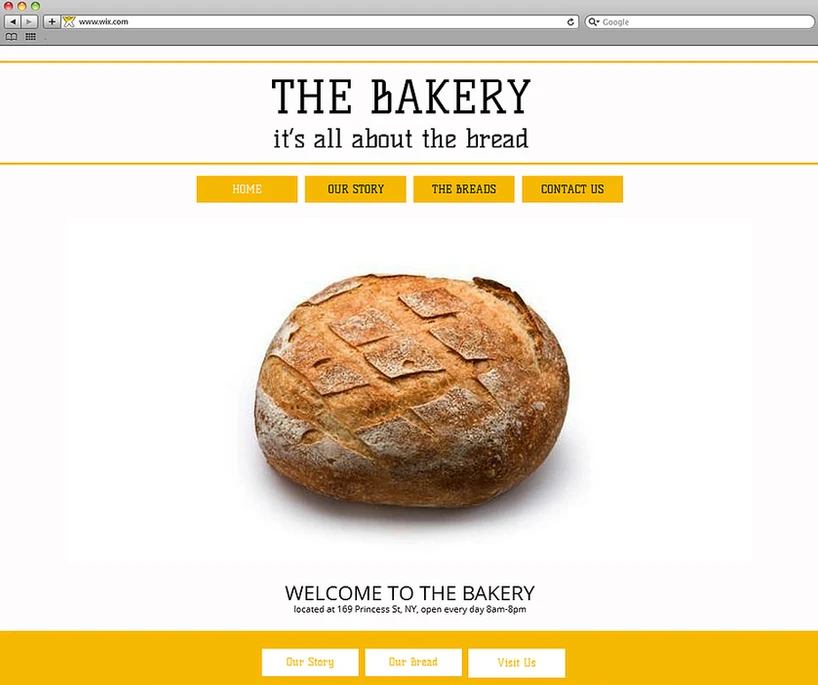 www.wix.com
Google
THE BAKERY
it's all about the bread
HOME OUR STORY THE BREADS CONTACT US
WELCOME TO THE BAKERY
located at 169 Princess St, NY, open every day 8am-8pm
Our Story Our Bread Visit Us